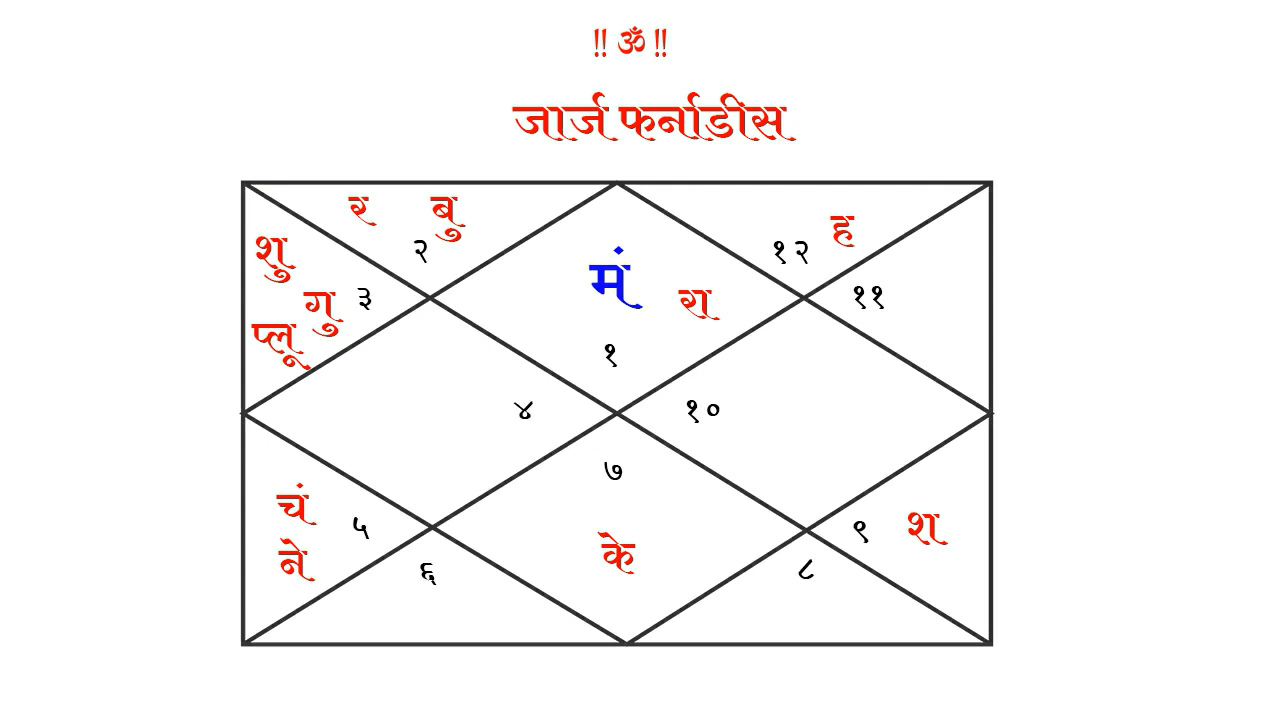 !! ॐ !!
जार्ज फर्नाडीस
र बु ह
२ मं १२
शु रा
गु ३ ११
प्लू १
४ १०
७
चं ५ ९ श
ने के
६ ८